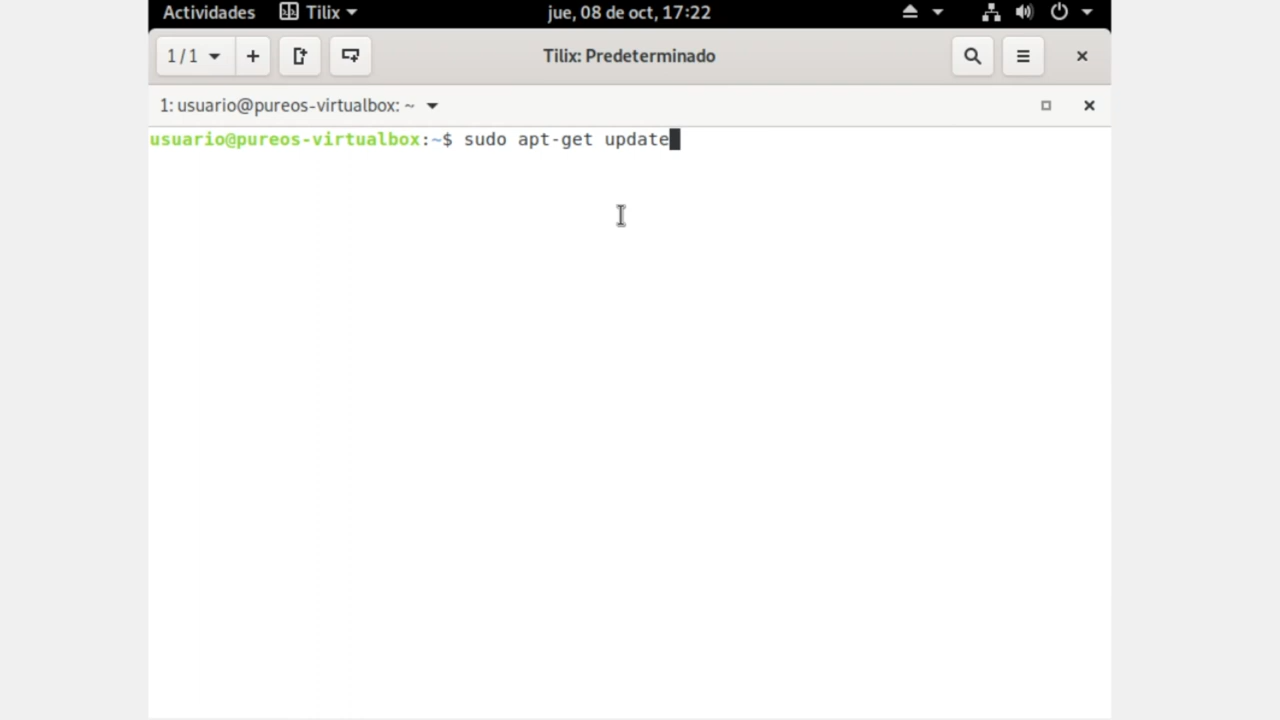 Actividades Tilix jue, 08 de oct, 17:22
1 / 1 Tilix: Predeterminado
1: usuario@pureos-virtualbox: ~
usuario@pureos-virtualbox:~$ sudo apt-get update